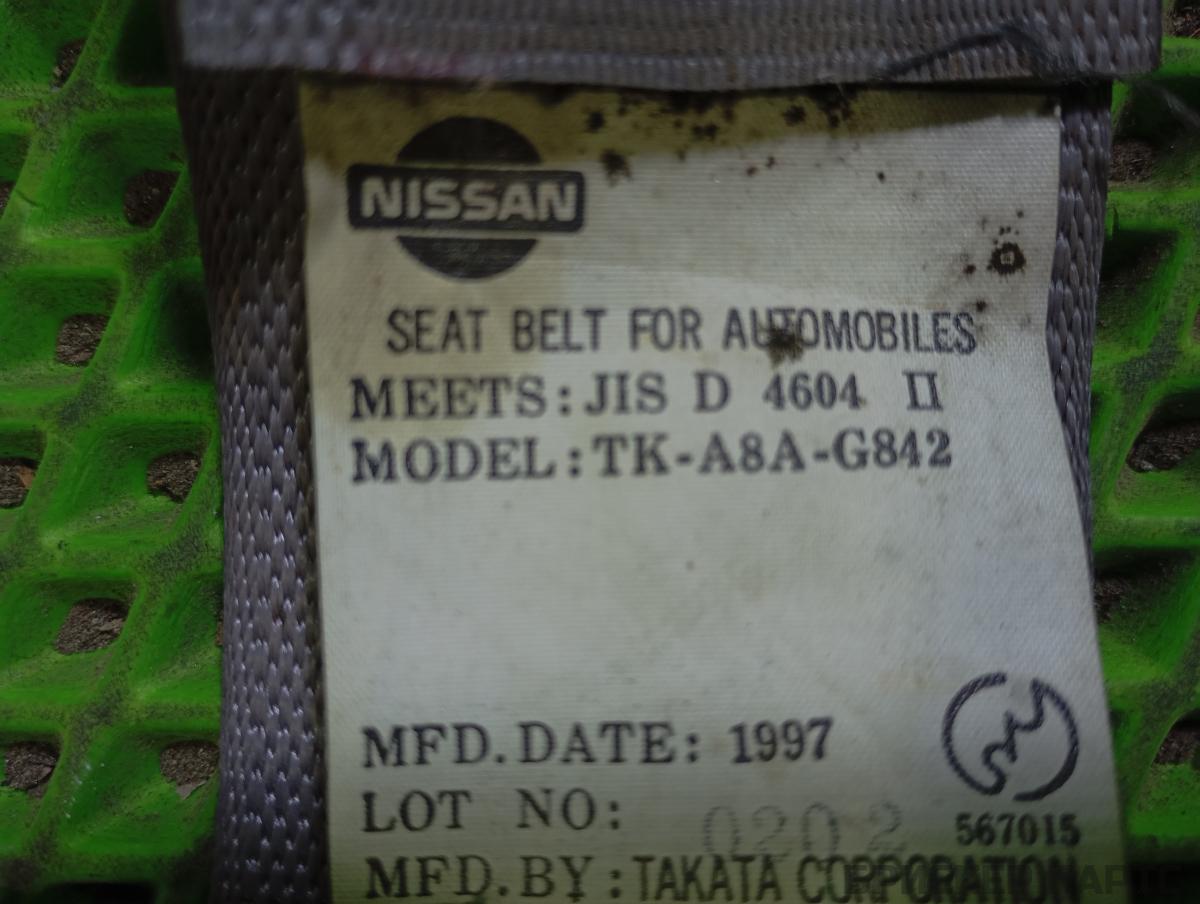 NISSAN
SEAT BELT FOR AUTOMOBILES
MEETS: JIS D 4604 II
MODEL: TK-A8A-G842
MFD. DATE: 1997
LOT NO: 0202
567015
MFD. BY: TAKATA CORPORATION